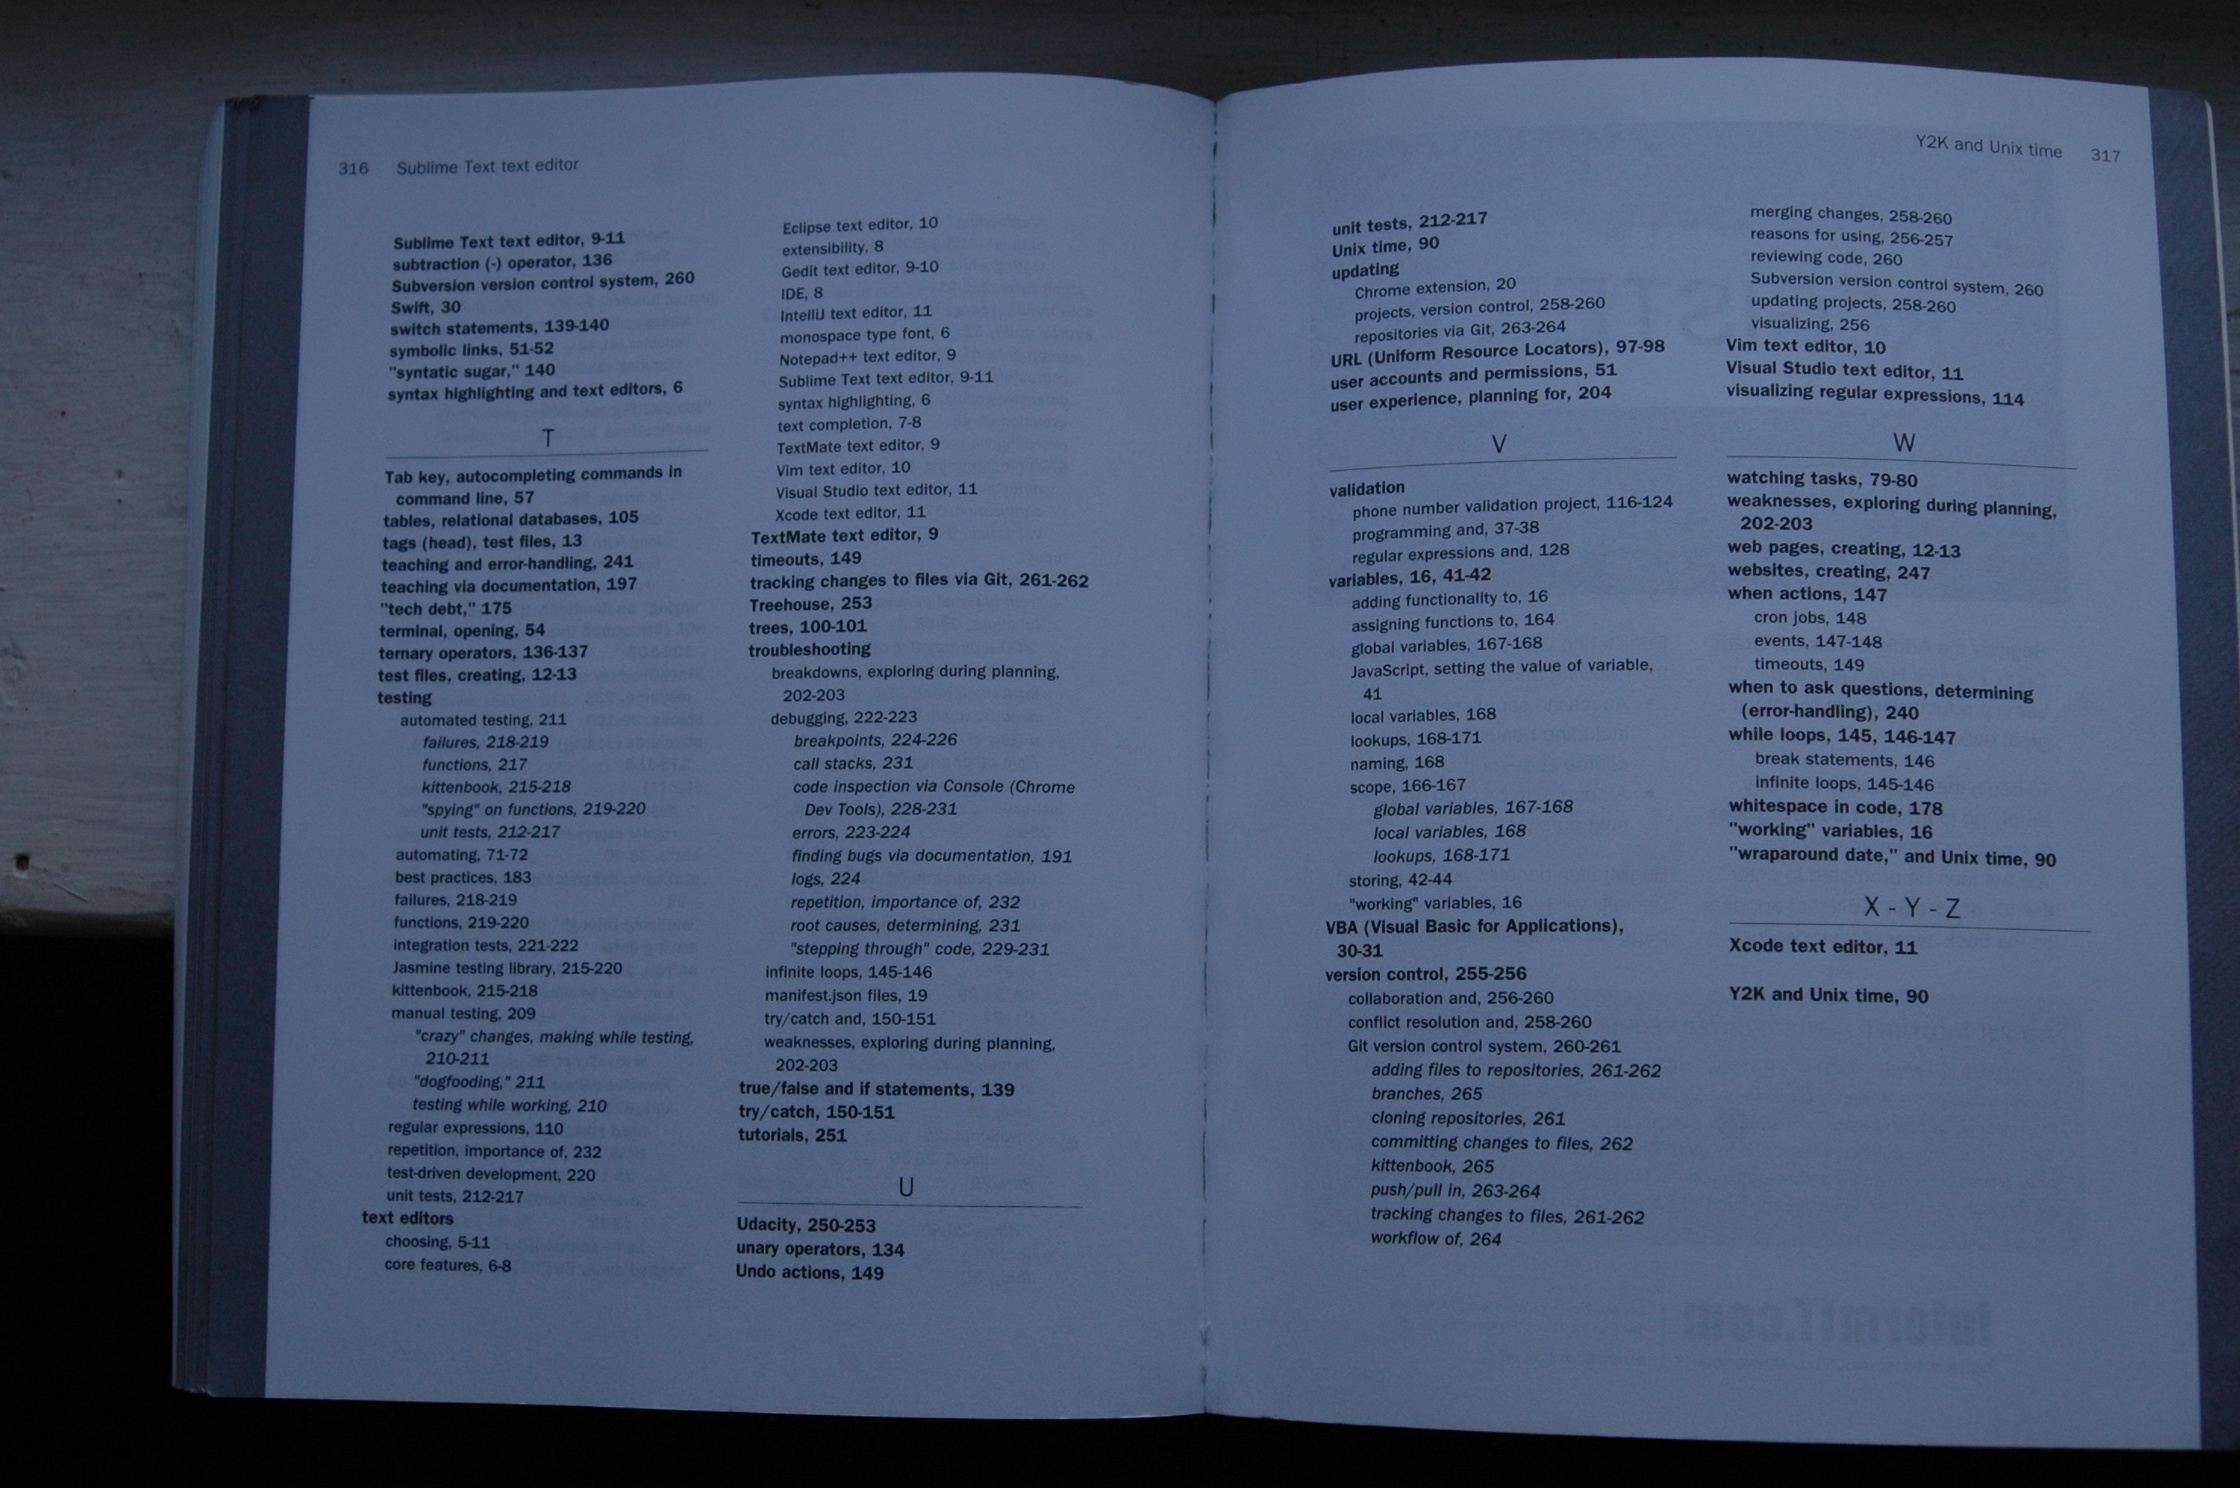 316 Sublime Text text editor
Sublime Text text editor, 9-11
subtraction (-) operator, 136
Subversion version control system, 260
Swift, 30
switch statements, 139-140
symbolic links, 51-52
"syntatic sugar," 140
syntax highlighting and text editors, 6
T
Tab key, autocompleting commands in
command line, 57
tables, relational databases, 105
tags (head), test files, 13
teaching and error-handling, 241
teaching via documentation, 197
"tech debt," 175
terminal, opening, 54
ternary operators, 136-137
test files, creating, 12-13
testing
automated testing, 211
failures, 218-219
functions, 217
kittenbook, 215-218
"spying" on functions, 219-220
unit tests, 212-217
automating, 71-72
best practices, 183
failures, 218-219
functions, 219-220
integration tests, 221-222
Jasmine testing library, 215-220
kittenbook, 215-218
manual testing, 209
"crazy" changes, making while testing,
210-211
"dogfooding," 211
testing while working, 210
regular expressions, 110
repetition, importance of, 232
test-driven development, 220
unit tests, 212-217
text editors
choosing, 5-11
core features, 6-8
Eclipse text editor, 10
extensibility, 8
Gedit text editor, 9-10
IDE, 8
IntelliJ text editor, 11
monospace type font, 6
Notepad++ text editor, 9
Sublime Text text editor, 9-11
syntax highlighting, 6
text completion, 7-8
TextMate text editor, 9
Vim text editor, 10
Visual Studio text editor, 11
Xcode text editor, 11
TextMate text editor, 9
timeouts, 149
tracking changes to files via Git, 261-262
Treehouse, 253
trees, 100-101
troubleshooting
breakdowns, exploring during planning,
202-203
debugging, 222-223
breakpoints, 224-226
call stacks, 231
code inspection via Console (Chrome
Dev Tools), 228-231
errors, 223-224
finding bugs via documentation, 191
logs, 224
repetition, importance of, 232
root causes, determining, 231
"stepping through" code, 229-231
infinite loops, 145-146
manifest.json files, 19
try/catch and, 150-151
weaknesses, exploring during planning,
202-203
true/false and if statements, 139
try/catch, 150-151
tutorials, 251
U
Udacity, 250-253
unary operators, 134
Undo actions, 149
Y2K and Unix time 317
unit tests, 212-217
Unix time, 90
updating
Chrome extension, 20
projects, version control, 258-260
repositories via Git, 263-264
URL (Uniform Resource Locators), 97-98
user accounts and permissions, 51
user experience, planning for, 204
V
validation
phone number validation project, 116-124
programming and, 37-38
regular expressions and, 128
variables, 16, 41-42
adding functionality to, 16
assigning functions to, 164
global variables, 167-168
JavaScript, setting the value of variable,
41
local variables, 168
lookups, 168-171
naming, 168
scope, 166-167
global variables, 167-168
local variables, 168
lookups, 168-171
storing, 42-44
"working" variables, 16
VBA (Visual Basic for Applications),
30-31
version control, 255-256
collaboration and, 256-260
conflict resolution and, 258-260
Git version control system, 260-261
adding files to repositories, 261-262
branches, 265
cloning repositories, 261
committing changes to files, 262
kittenbook, 265
push/pull in, 263-264
tracking changes to files, 261-262
workflow of, 264
merging changes, 258-260
reasons for using, 256-257
reviewing code, 260
Subversion version control system, 260
updating projects, 258-260
visualizing, 256
Vim text editor, 10
Visual Studio text editor, 11
visualizing regular expressions, 114
W
watching tasks, 79-80
weaknesses, exploring during planning,
202-203
web pages, creating, 12-13
websites, creating, 247
when actions, 147
cron jobs, 148
events, 147-148
timeouts, 149
when to ask questions, determining
(error-handling), 240
while loops, 145, 146-147
break statements, 146
infinite loops, 145-146
whitespace in code, 178
"working" variables, 16
"wraparound date," and Unix time, 90
X - Y - Z
Xcode text editor, 11
Y2K and Unix time, 90